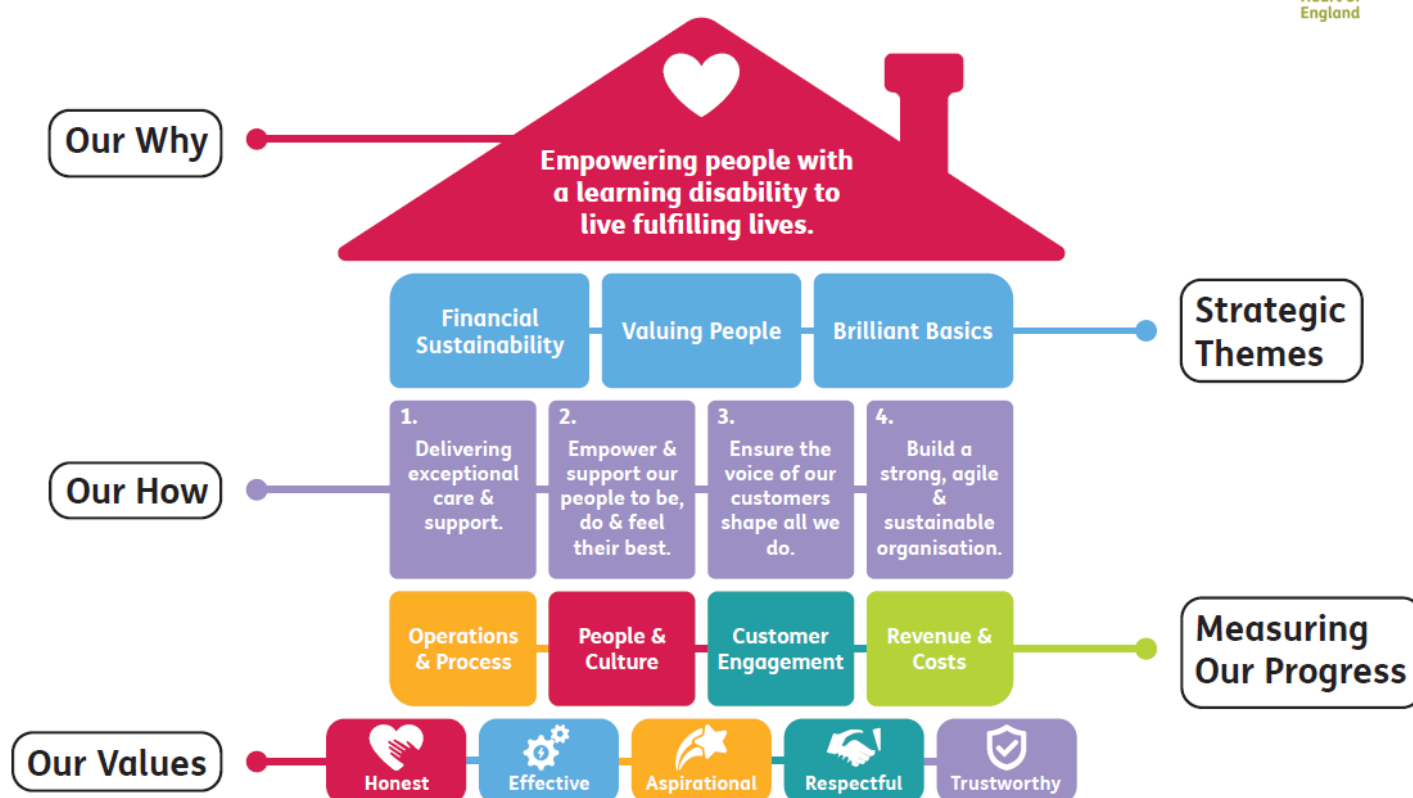 England
Our Why
Empowering people with
a learning disability to
live fulfilling lives.
Financial
Sustainability
Valuing People
Brilliant Basics
Strategic
Themes
Our How
1.
Delivering
exceptional
care &
support.
2.
Empower &
support our
people to be,
do & feel
their best.
3.
Ensure the
voice of our
customers
shape all we
do.
4.
Build a
strong, agile
&
sustainable
organisation.
Operations
& Process
People &
Culture
Customer
Engagement
Revenue &
Costs
Measuring
Our Progress
Our Values
Honest
Effective
Aspirational
Respectful
Trustworthy